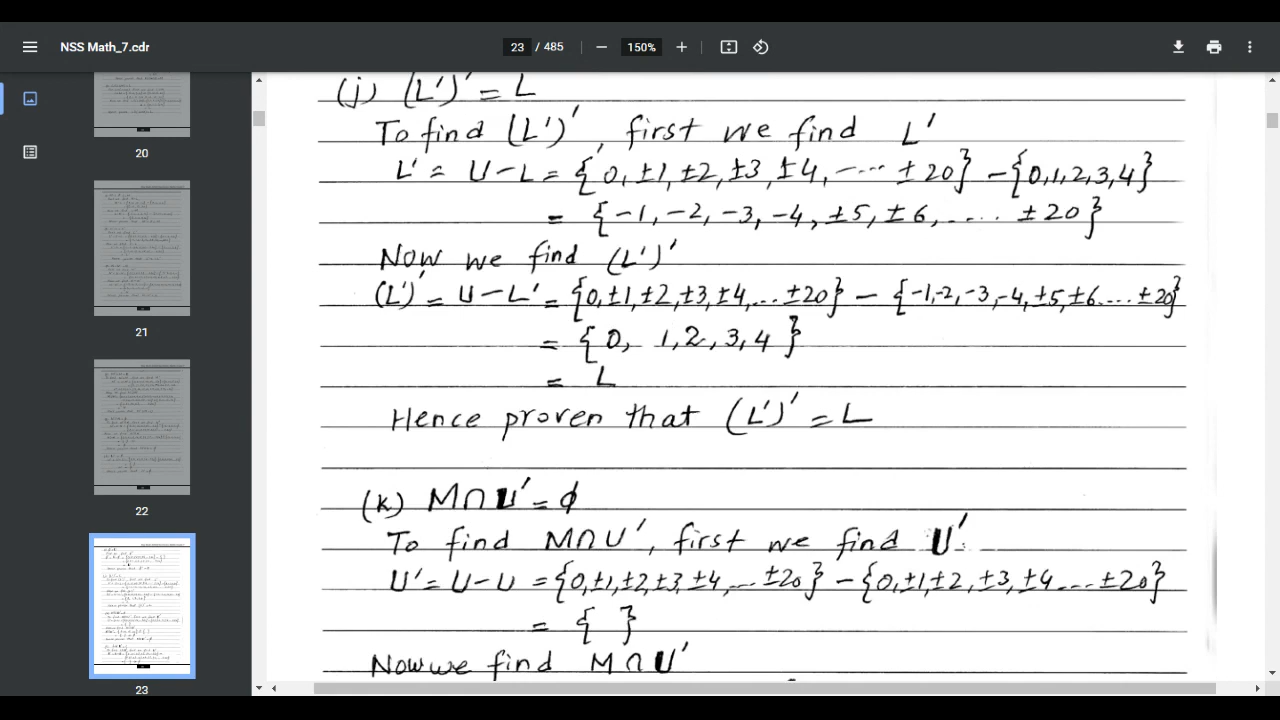 NSS Math_7.cdr
23 / 485
150%
20
21
22
23
(j) (L')' = L
To find (L')', first we find L'
L' = U - L = {0, ±1, ±2, ±3, ±4, ---- ± 20} - {0,1,2,3,4}
= {-1, -2, -3, -4, ±5, ±6, .... ±20}
Now we find (L')'
(L')' = U - L' = {0, ±1, ±2, ±3, ±4, ... ±20} - {-1,-2,-3,-4,±5,±6.... ±20}
= {0, 1, 2, 3, 4}
= L
Hence proven that (L')' = L
(k) M∩U' = ϕ
To find M∩U', first we find U'
U' = U - U = {0, ±1, ±2, ±3, ±4, ... ±20} - {0, ±1, ±2, ±3, ±4 .... ±20}
= { }
Now we find M∩U'